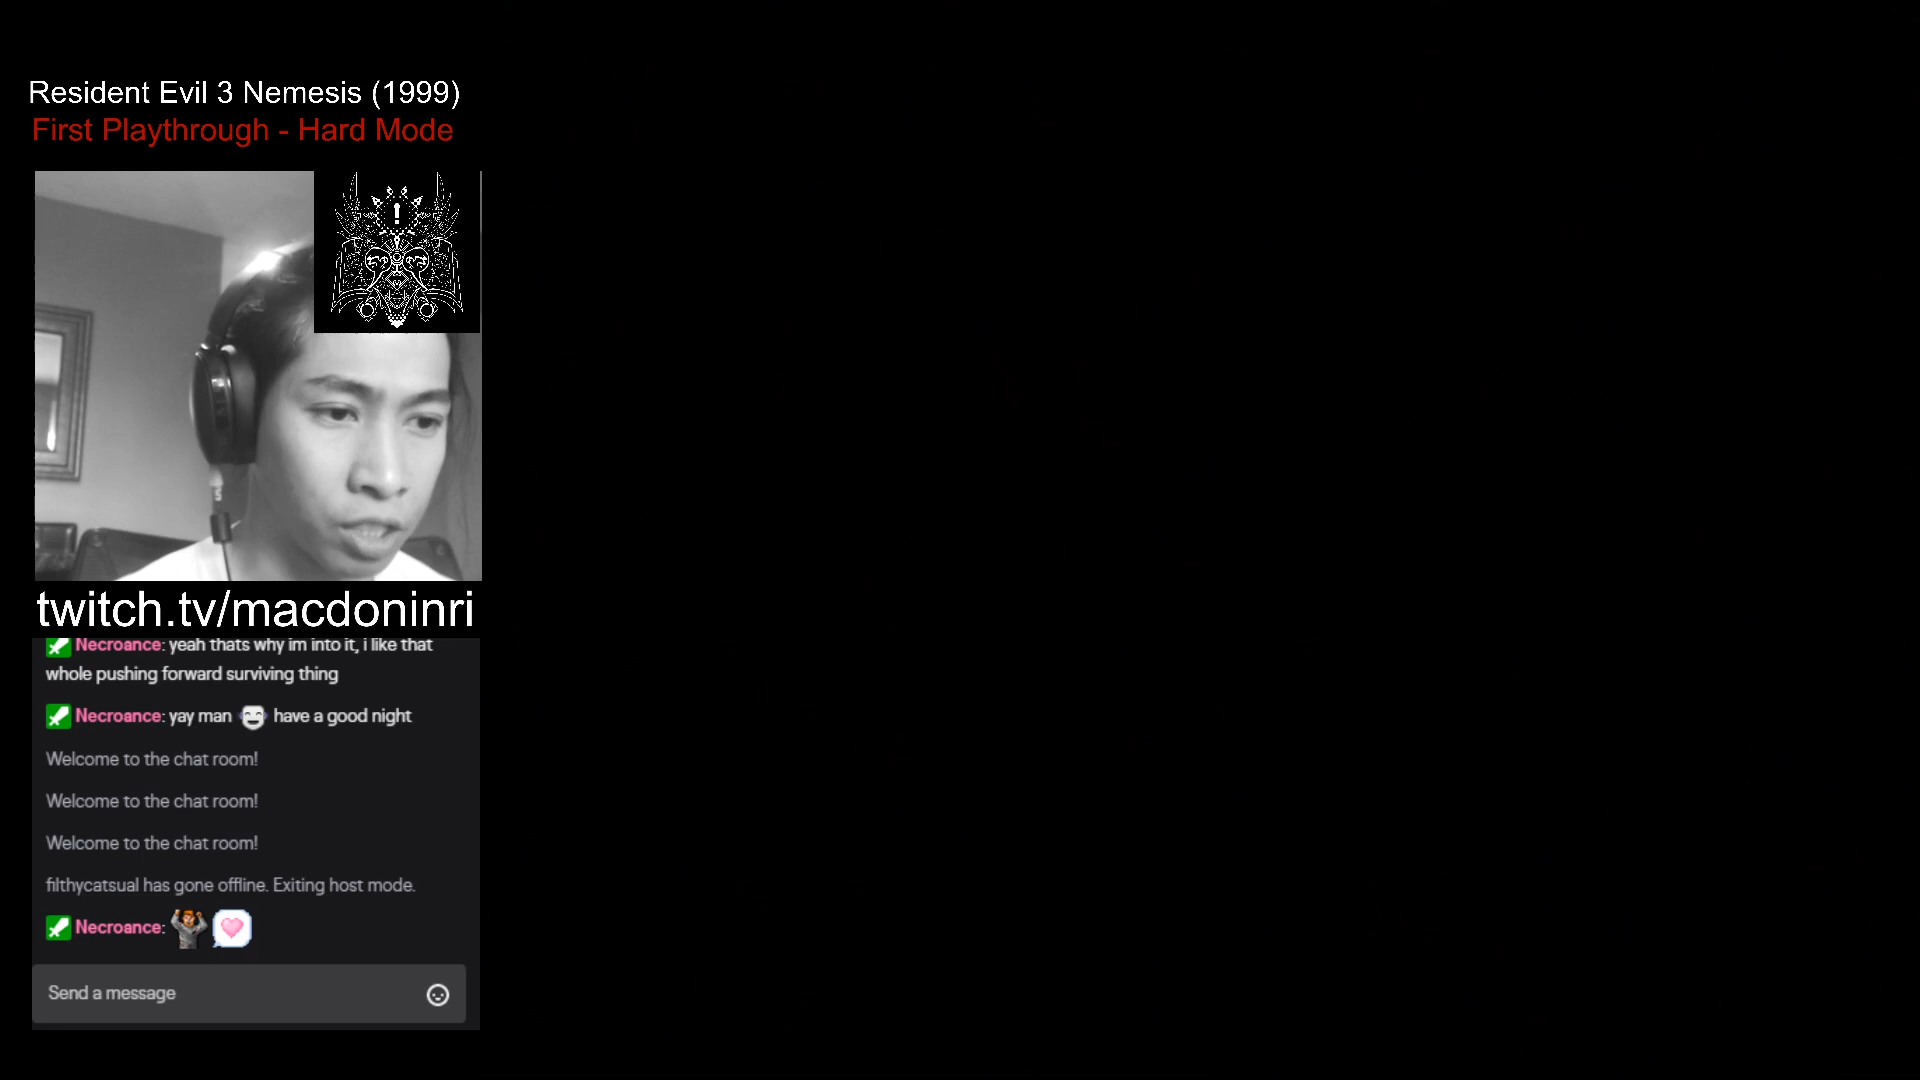 Resident Evil 3 Nemesis (1999)
First Playthrough - Hard Mode
!
twitch.tv/macdoninri
Necroance: yeah thats why im into it, i like that
whole pushing forward surviving thing
Necroance: yay man have a good night
Welcome to the chat room!
Welcome to the chat room!
Welcome to the chat room!
filthycatsual has gone offline. Exiting host mode.
Necroance:
Send a message